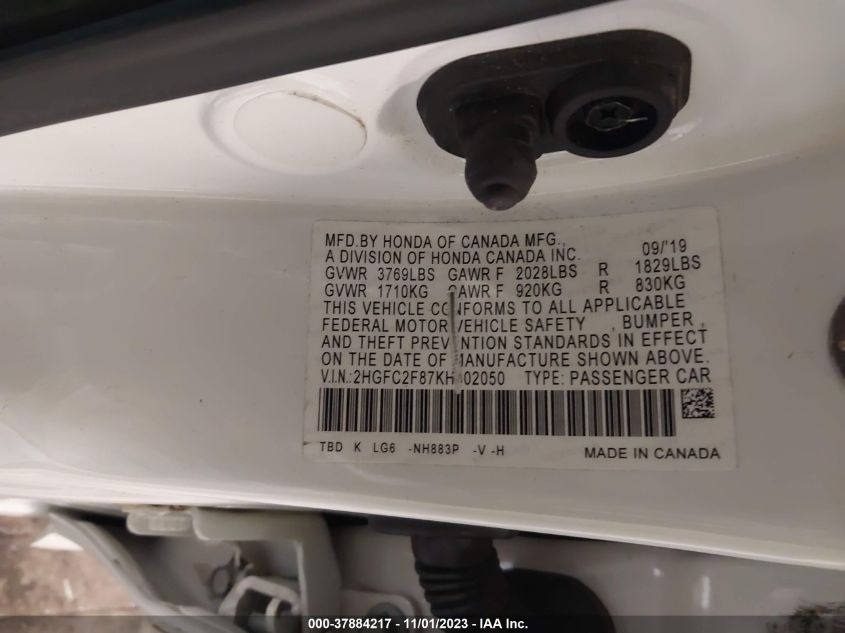 MFD.BY HONDA OF CANADA MFG., 09/'19
A DIVISION OF HONDA CANADA INC.
GVWR 3769LBS GAWR F 2028LBS R 1829LBS
GVWR 1710KG GAWR F 920KG R 830KG
THIS VEHICLE CONFORMS TO ALL APPLICABLE
FEDERAL MOTOR VEHICLE SAFETY , BUMPER ,
AND THEFT PREVENTION STANDARDS IN EFFECT
ON THE DATE OF MANUFACTURE SHOWN ABOVE.
V.I.N.: TYPE: PASSENGER CAR
TBD K LG6 -NH883P -V -H MADE IN CANADA
000-37884217 - 11/01/2023 - IAA Inc.